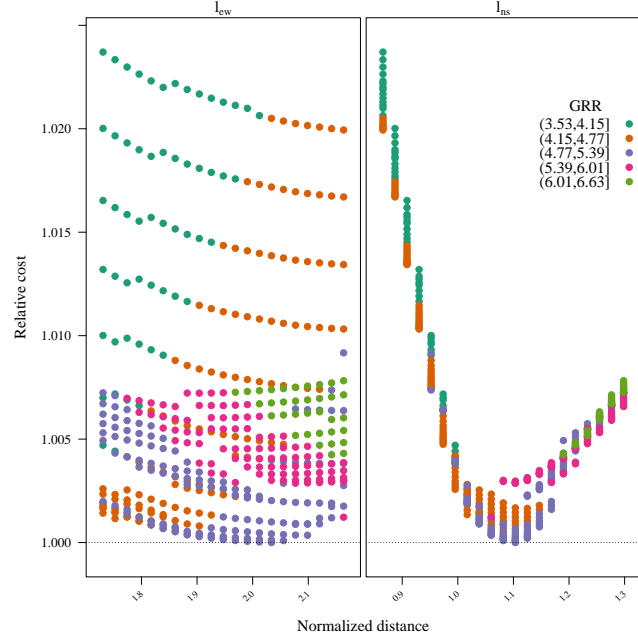 l_ew l_ns
GRR
(3.53,4.15]
(4.15,4.77]
(4.77,5.39]
(5.39,6.01]
(6.01,6.63]
Relative cost
1.020
1.015
1.010
1.005
1.000
1.8 1.9 2.0 2.1 0.9 1.0 1.1 1.2 1.3
Normalized distance